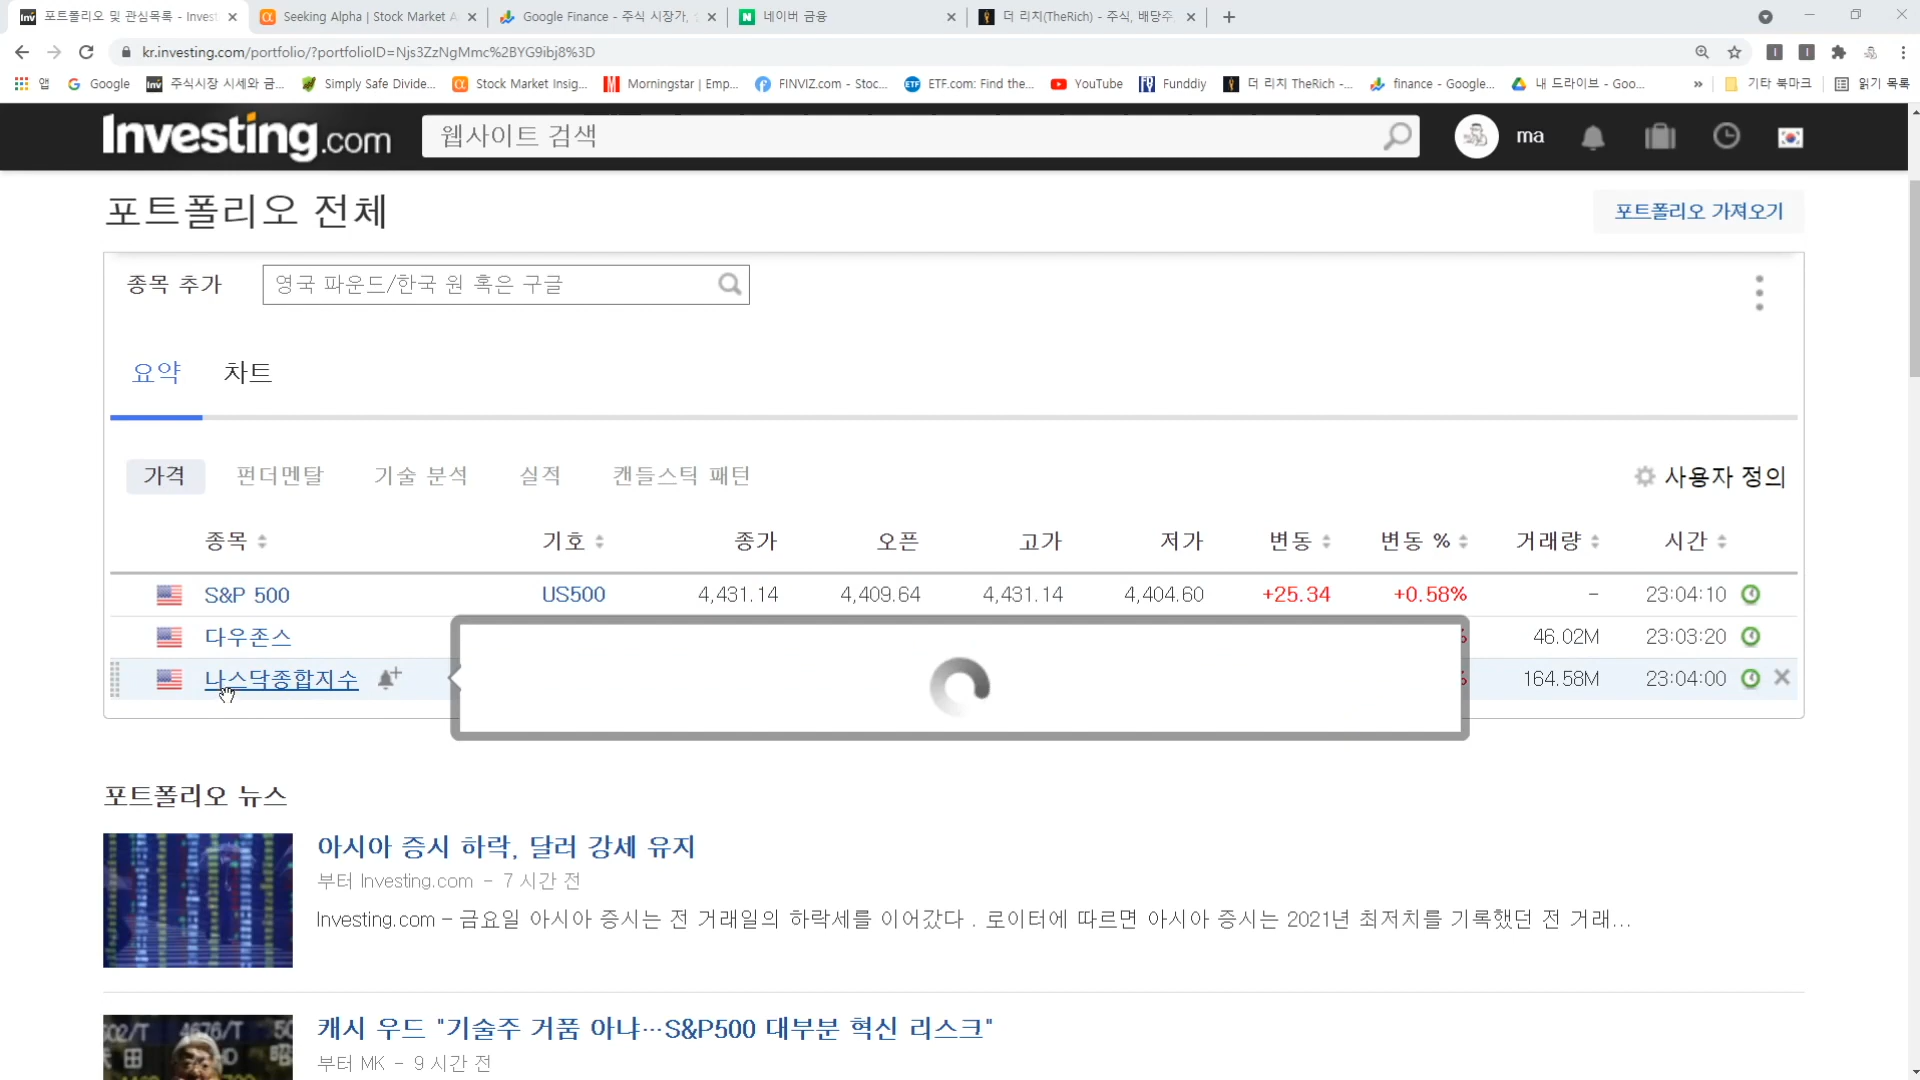 포트폴리오 및 관심목록 - Invest
Seeking Alpha | Stock Market A
Google Finance - 주식 시장가,
네이버 금융
더 리치(TheRich) - 주식, 배당주
kr.investing.com/portfolio/?portfolioID=Njs3ZzNgMmc%2BYG9ibj8%3D
앱
Google
주식시장 시세와 금...
Simply Safe Divide...
Stock Market Insig...
Morningstar | Emp...
FINVIZ.com - Stoc...
ETF.com: Find the...
YouTube
Funddiy
더 리치 TheRich -...
finance - Google...
내 드라이브 - Goo...
»
기타 북마크
읽기 목록
Investing.com
웹사이트 검색
ma
포트폴리오 전체
포트폴리오 가져오기
종목 추가
영국 파운드/한국 원 혹은 구글
요약 차트
가격 펀더멘탈 기술 분석 실적 캔들스틱 패턴
사용자 정의
종목 기호 종가 오픈 고가 저가 변동 변동 % 거래량 시간
S&P 500 US500 4,431.14 4,409.64 4,431.14 4,404.60 +25.34 +0.58% - 23:04:10
다우존스 46.02M 23:03:20
나스닥종합지수 164.58M 23:04:00
포트폴리오 뉴스
아시아 증시 하락, 달러 강세 유지
부터 Investing.com - 7 시간 전
Investing.com - 금요일 아시아 증시는 전 거래일의 하락세를 이어갔다 . 로이터에 따르면 아시아 증시는 2021년 최저치를 기록했던 전 거래...
캐시 우드 "기술주 거품 아냐…S&P500 대부분 혁신 리스크"
부터 MK - 9 시간 전